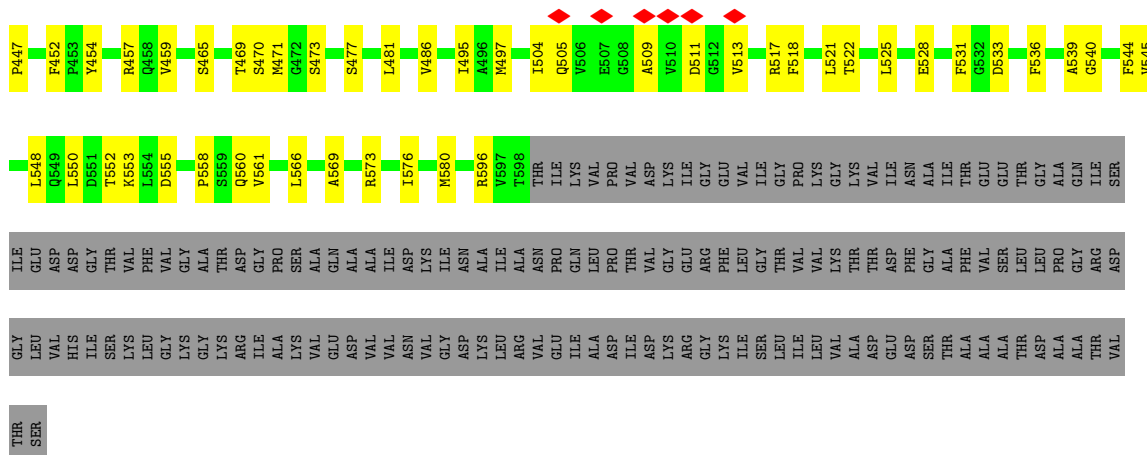 P447 F452 P453 Y454 R457 Q458 V459 S465 T469 S470 M471 G472 S473 S477 L481 V486 I495 A496 M497 I504 Q505 V506 E507 G508 A509 V510 D511 G512 V513 R517 F518 L521 T522 L525 E528 F531 G532 D533 F536 A539 G540 F544 V545
L548 Q549 L550 D551 T552 K553 L554 D555 P558 S559 Q560 V561 L566 A569 R573 I576 M580 R596 V597 T598 THR ILE LYS VAL PRO VAL ASP LYS ILE GLY GLU VAL ILE GLY PRO LYS GLY LYS VAL ILE ASN ALA ILE THR GLU GLU THR GLY ALA GLN ILE SER
ILE GLU ASP ASP GLY THR VAL PHE VAL GLY ALA THR ASP GLY PRO SER ALA GLN ALA ALA ILE ASP LYS ILE ASN ALA ILE ALA ASN PRO GLN LEU PRO THR VAL GLY GLU ARG PHE LEU GLY THR VAL VAL LYS THR THR ASP PHE GLY ALA PHE VAL SER LEU LEU PRO GLY ARG ASP
GLY LEU VAL HIS ILE SER LYS LEU GLY LYS GLY LYS ARG ILE ALA LYS VAL GLU ASP VAL VAL ASN VAL GLY ASP LYS LEU ARG VAL GLU ILE ALA ASP ILE ASP LYS ARG GLY LYS ILE SER LEU ILE LEU VAL ALA ASP GLU ASP SER THR ALA ALA ALA THR ASP ALA ALA THR VAL
THR SER